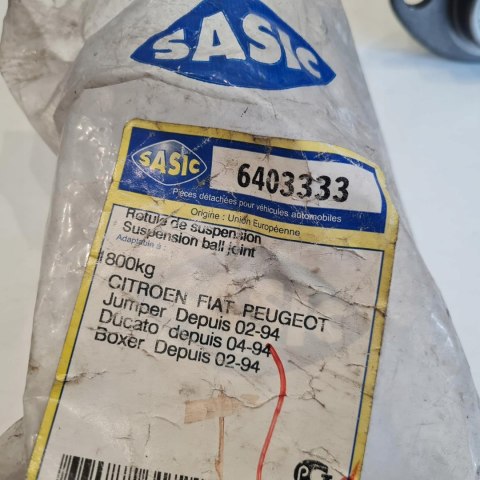 SASIC
SASIC
6403333
Pièces détachées pour véhicules automobiles
Origine : Union Européenne
Rotule de suspension
Suspension ball joint
Adaptable à :
1800kg
CITROEN FIAT PEUGEOT
Jumper Depuis 02-94
Ducato depuis 04-94
Boxer Depuis 02-94